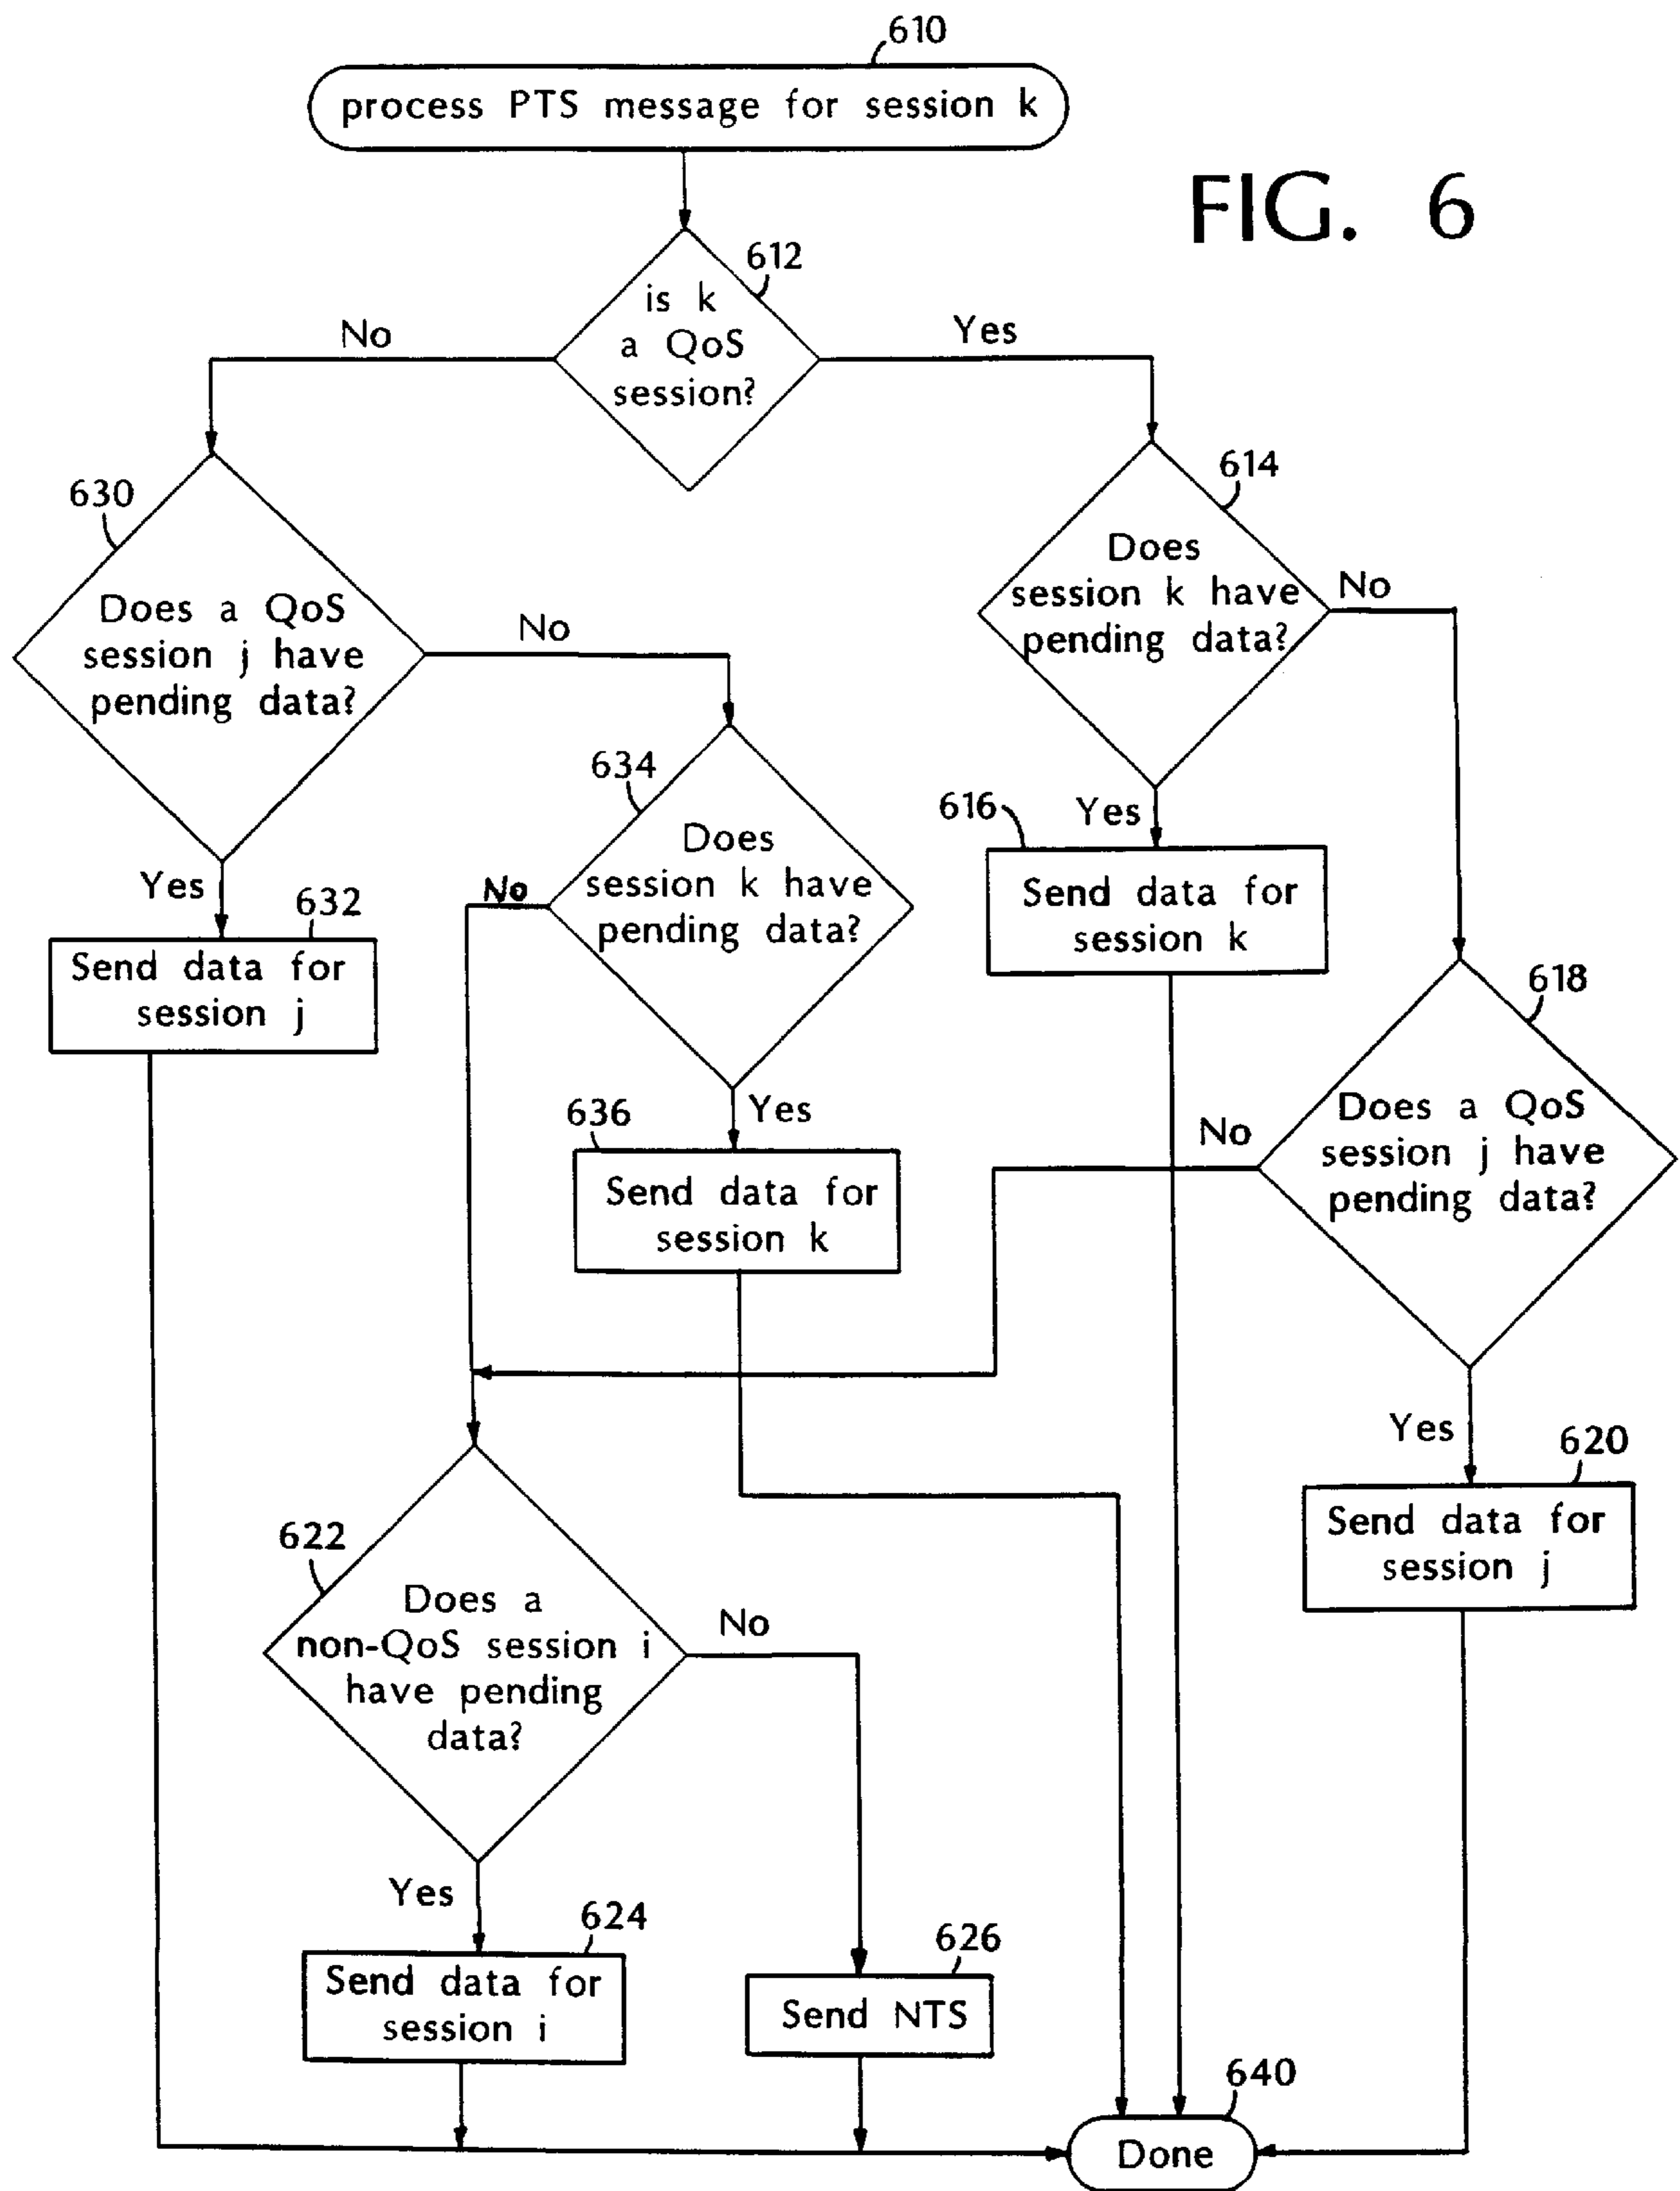 610
process PTS message for session k
FIG. 6
612
is k
a QoS
session?
No
Yes
630
Does a QoS
session j have
pending data?
No
Yes
632
Send data for
session j
614
Does
session k have
pending data?
No
Yes
616
Send data for
session k
634
Does
session k have
pending data?
No
Yes
636
Send data for
session k
618
Does a QoS
session j have
pending data?
No
Yes
620
Send data for
session j
622
Does a
non-QoS session i
have pending
data?
No
Yes
624
Send data for
session i
626
Send NTS
640
Done